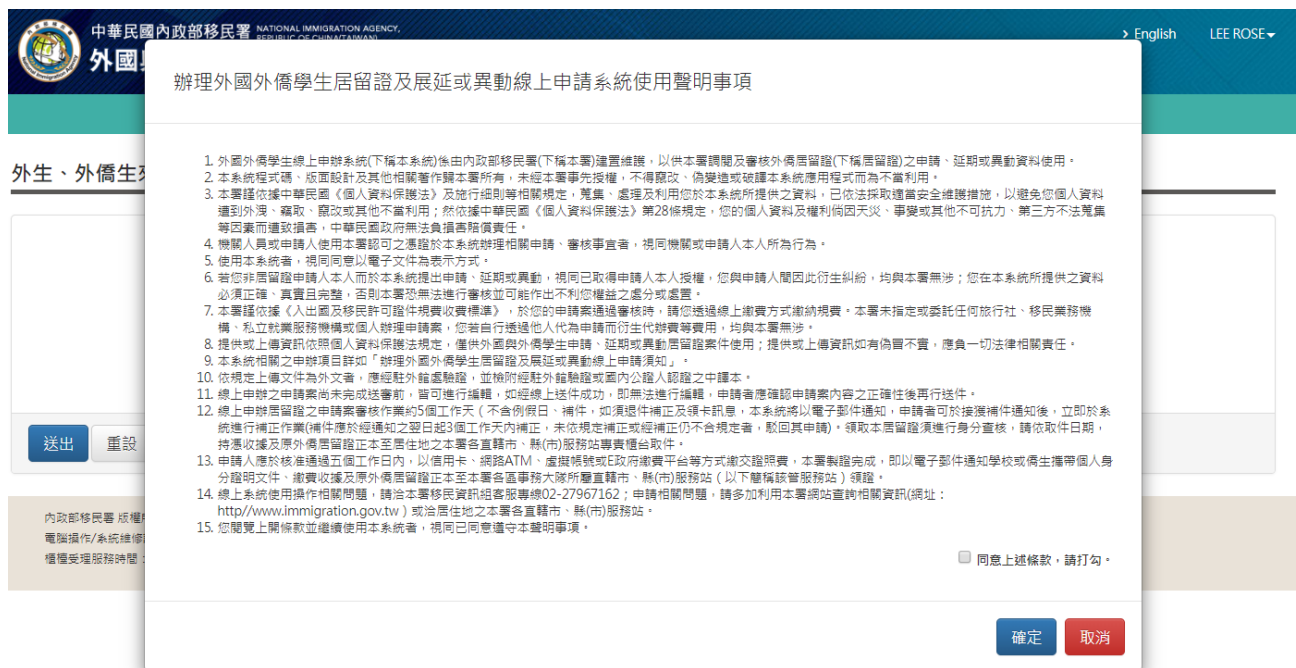 中華民國內政部移民署 NATIONAL IMMIGRATION AGENCY,
REPUBLIC OF CHINA(TAIWAN)
› English LEE ROSE
外國
辦理外國外僑學生居留證及展延或異動線上申請系統使用聲明事項
外生、外僑生
1. 外國外僑學生線上申辦系統(下稱本系統)係由內政部移民署(下稱本署)建置維護，以供本署調閱及審核外僑居留證(下稱居留證)之申請、延期或異動資料使用。
2. 本系統程式碼、版面設計及其他相關著作歸本署所有，未經本署事先授權，不得竄改、偽變造或破譯本系統應用程式而為不當利用。
3. 本署謹依據中華民國《個人資料保護法》及施行細則等相關規定，蒐集、處理及利用您於本系統所提供之資料，已依法採取適當安全維護措施，以避免您個人資料
遭到外洩、竊取、竄改或其他不當利用；然依據中華民國《個人資料保護法》第28條規定，您的個人資料及權利倘因天災、事變或其他不可抗力、第三方不法蒐集
等因素而遭致損害，中華民國政府無法負損害賠償責任。
4. 機關人員或申請人使用本署認可之憑證於本系統辦理相關申請、審核事宜者，視同機關或申請人本人所為行為。
5. 使用本系統者，視同同意以電子文件為表示方式。
6. 若您非居留證申請人本人而於本系統提出申請、延期或異動，視同已取得申請人本人授權，您與申請人間因此衍生糾紛，均與本署無涉；您在本系統所提供之資料
必須正確、真實且完整，否則本署恐無法進行審核並可能作出不利您權益之處分或處置。
7. 本署謹依據《入出國及移民許可證件規費收費標準》，於您的申請案通過審核時，請您透過線上繳費方式繳納規費。本署未指定或委託任何旅行社、移民業務機
構、私立就業服務機構或個人辦理申請案，您若自行透過他人代為申請而衍生代辦費等費用，均與本署無涉。
8. 提供或上傳資訊依照個人資料保護法規定，僅供外國與外僑學生申請、延期或異動居留證案件使用；提供或上傳資訊如有偽冒不實，應負一切法律相關責任。
9. 本系統相關之申辦項目詳如「辦理外國外僑學生居留證及展延或異動線上申請須知」。
10. 依規定上傳文件為外文者，應經駐外館處驗證，並檢附經駐外館驗證或國內公證人認證之中譯本。
11. 線上申辦之申請案尚未完成送審前，皆可進行編輯，如經線上送件成功，即無法進行編輯，申請者應確認申請案內容之正確性後再行送件。
12. 線上申辦居留證之申請案審核作業約5個工作天 ( 不含例假日、補件，如須退件補正及領卡訊息，本系統將以電子郵件通知，申請者可於接獲補件通知後，立即於系
統進行補正作業(補件應於經通知之翌日起3個工作天內補正，未依規定補正或經補正仍不合規定者，駁回其申請)。領取本居留證須進行身分查核，請依取件日期，
持憑收據及原外僑居留證正本至居住地之本署各直轄市、縣(市)服務站專責櫃台取件。
13. 申請人應於核准通過五個工作日內，以信用卡、網路ATM、虛擬帳號或E政府繳費平台等方式繳交證照費，本署製證完成，即以電子郵件通知學校或僑生攜帶個人身
分證明文件、繳費收據及原外僑居留證正本至本署各區事務大隊所屬直轄市、縣(市)服務站 ( 以下簡稱該管服務站 ) 領證。
14. 線上系統使用操作相關問題，請洽本署移民資訊組客服專線02-27967162；申請相關問題，請多加利用本署網站查詢相關資訊(網址：
http//www.immigration.gov.tw ) 或洽居住地之本署各直轄市、縣(市)服務站。
15. 您閱覽上開條款並繼續使用本系統者，視同已同意遵守本聲明事項。
送出 重設
同意上述條款，請打勾。
內政部移民署 版權
電腦操作/系統維修
櫃檯受理服務時間：
確定 取消